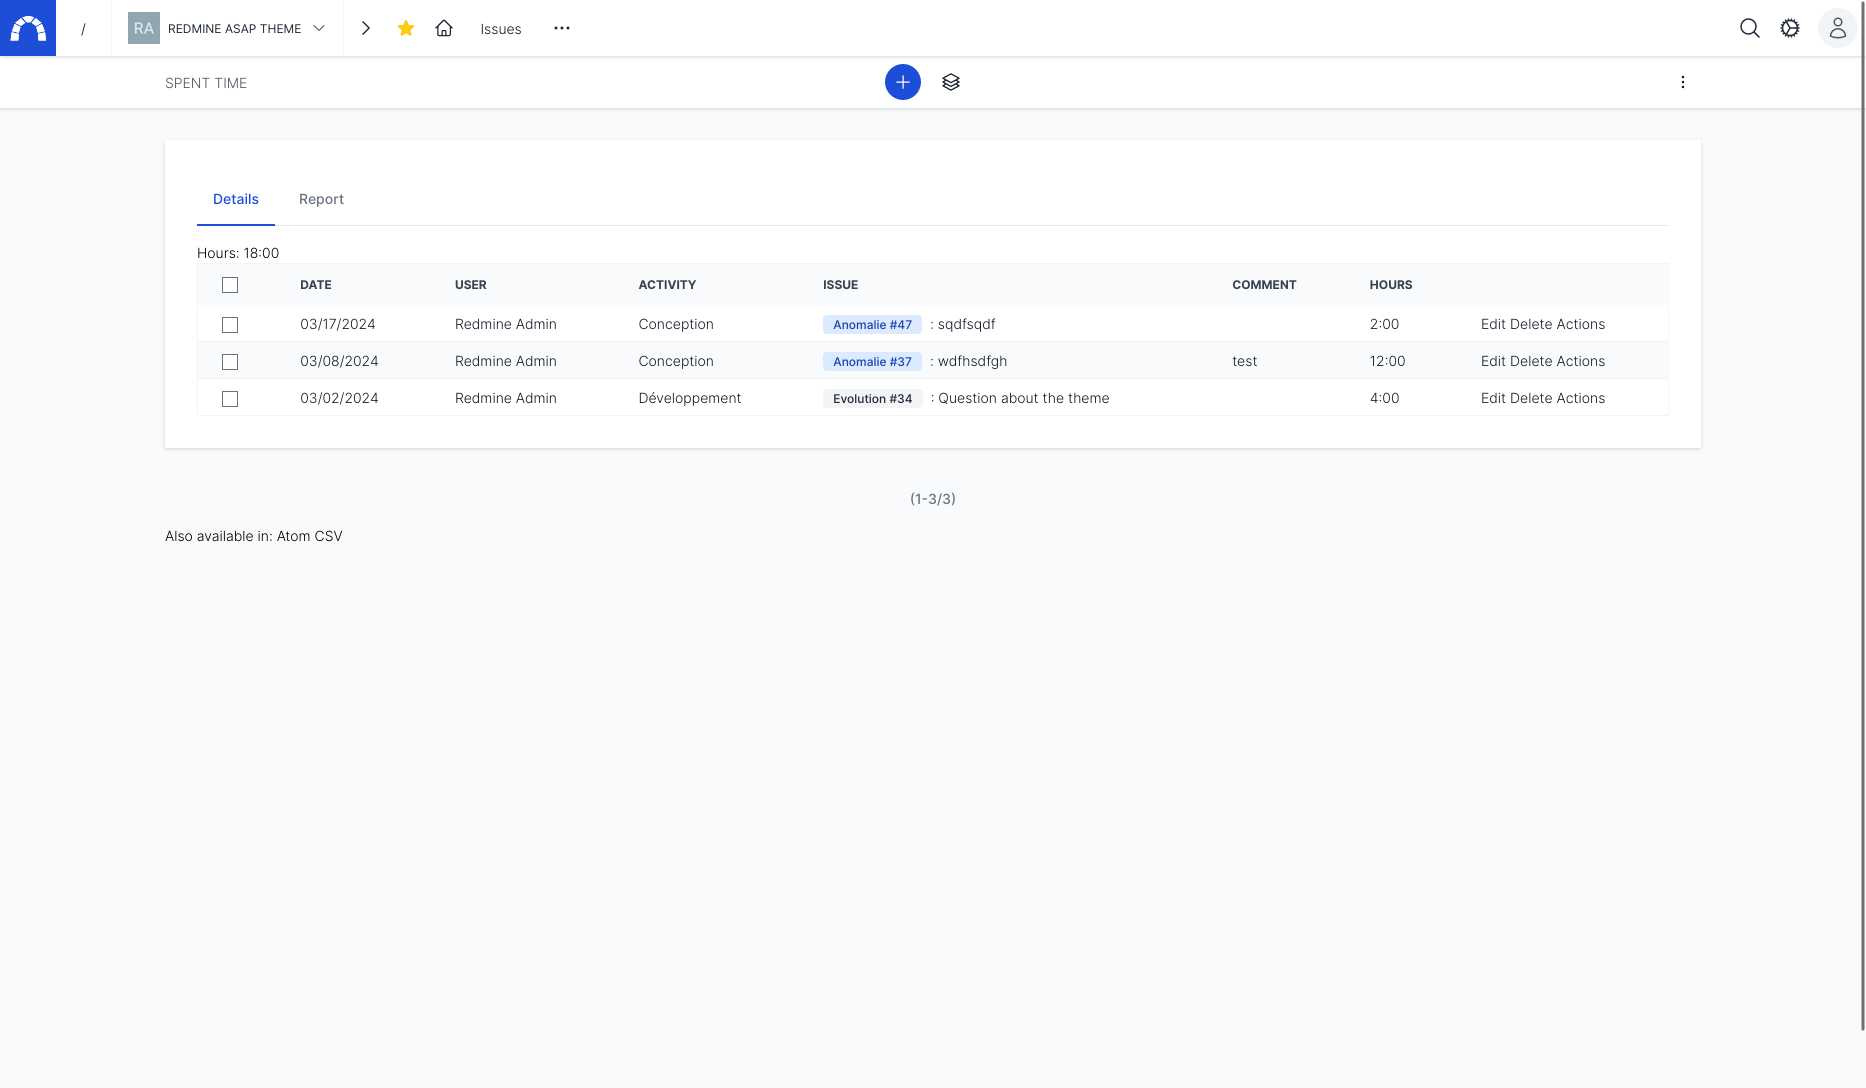 / RA REDMINE ASAP THEME Issues
SPENT TIME
Details Report
Hours: 18:00
DATE USER ACTIVITY ISSUE COMMENT HOURS
03/17/2024 Redmine Admin Conception Anomalie #47 : sqdfsqdf 2:00 Edit Delete Actions
03/08/2024 Redmine Admin Conception Anomalie #37 : wdfhsdfgh test 12:00 Edit Delete Actions
03/02/2024 Redmine Admin Développement Evolution #34 : Question about the theme 4:00 Edit Delete Actions
(1-3/3)
Also available in: Atom CSV